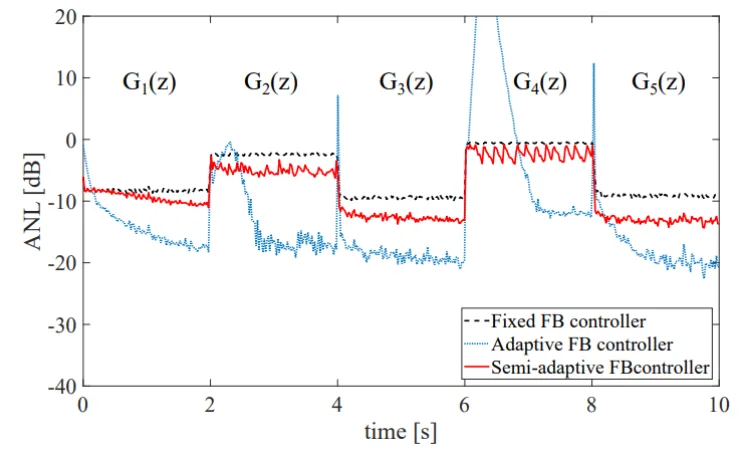 20
10
0
-10
-20
-30
-40
ANL [dB]
G₁(z) G₂(z) G₃(z) G₄(z) G₅(z)
Fixed FB controller
Adaptive FB controller
Semi-adaptive FBcontroller
0 2 4 6 8 10
time [s]